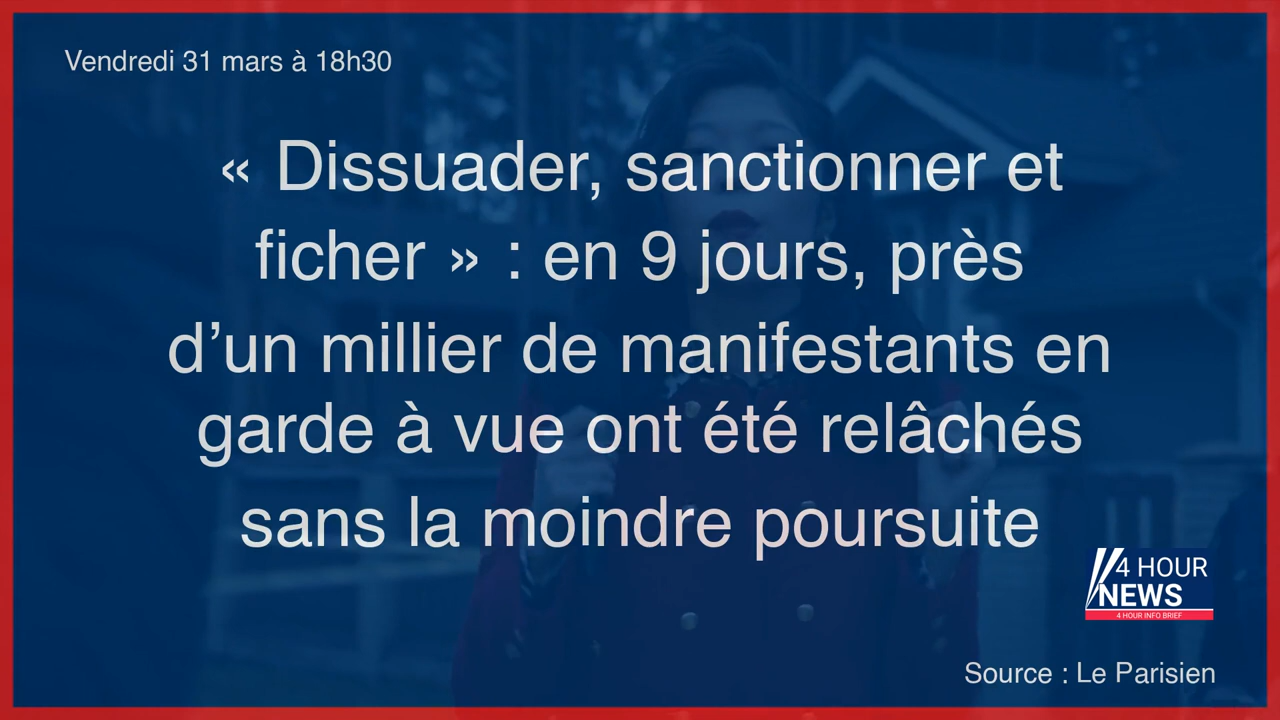 Vendredi 31 mars à 18h30
« Dissuader, sanctionner et
ficher » : en 9 jours, près
d’un millier de manifestants en
garde à vue ont été relâchés
sans la moindre poursuite
4 HOUR
NEWS
4 HOUR INFO BRIEF
Source : Le Parisien